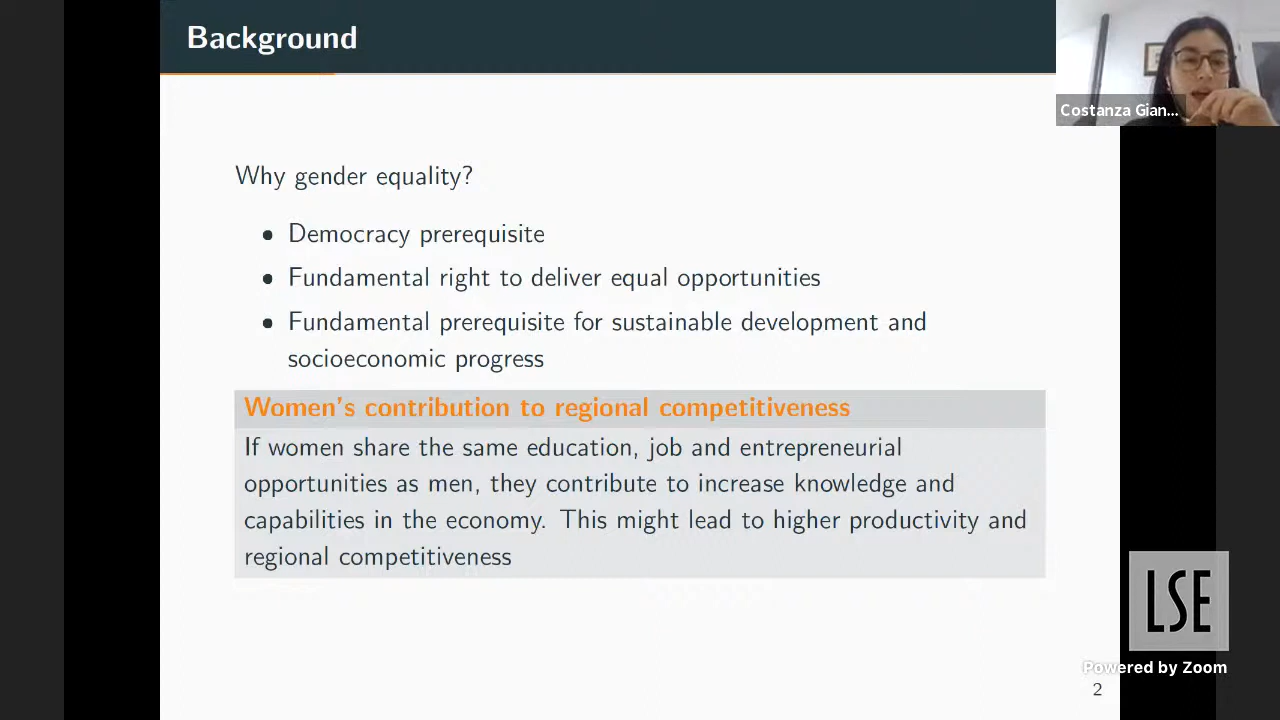 Background
Costanza Gian...
Why gender equality?
• Democracy prerequisite
• Fundamental right to deliver equal opportunities
• Fundamental prerequisite for sustainable development and
socioeconomic progress
Women's contribution to regional competitiveness
If women share the same education, job and entrepreneurial
opportunities as men, they contribute to increase knowledge and
capabilities in the economy. This might lead to higher productivity and
regional competitiveness
LSE
Powered by Zoom
2